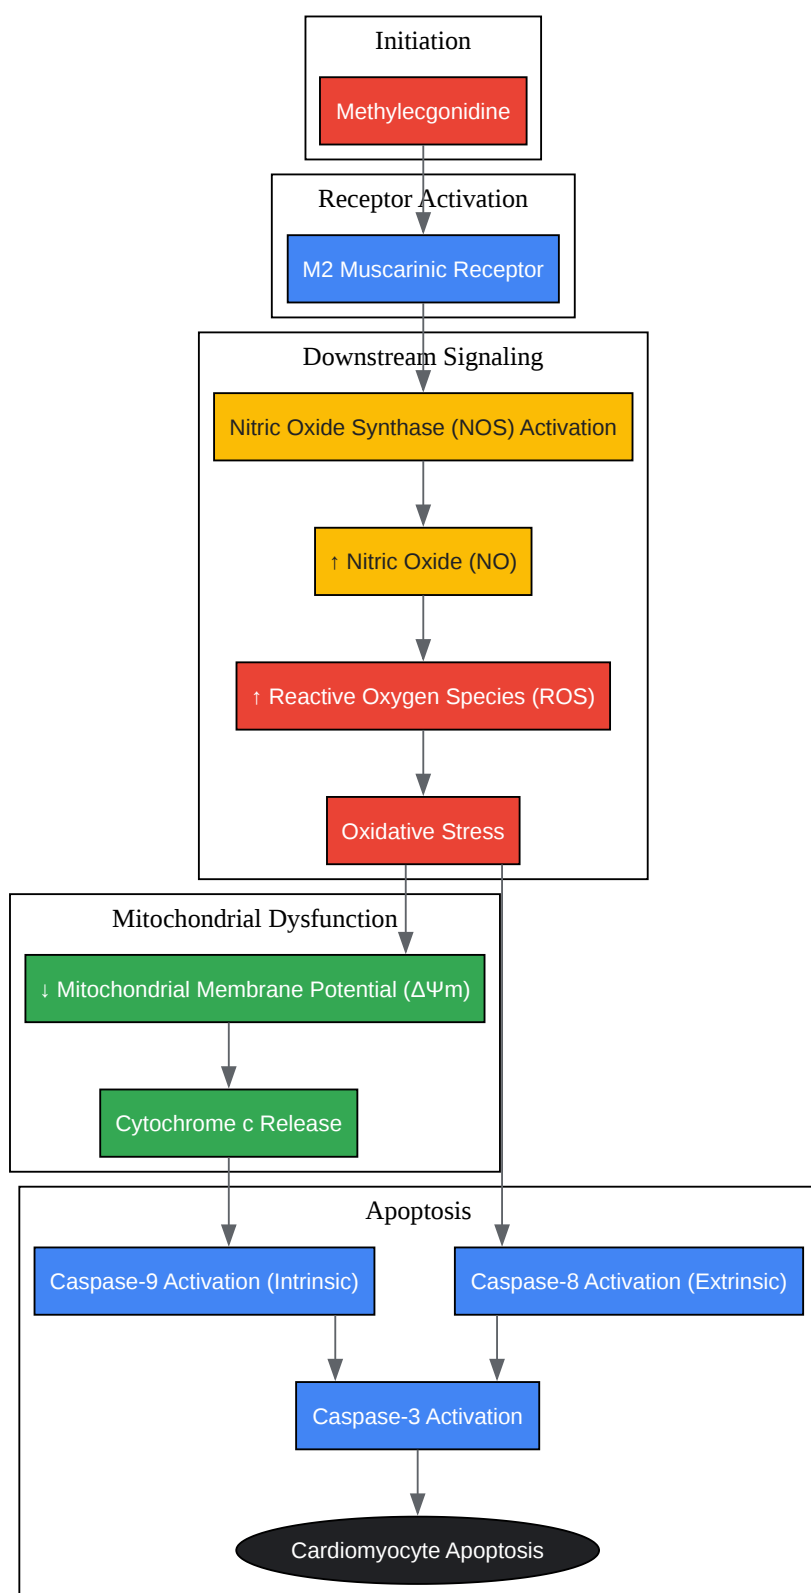 Initiation
Methylecgonidine
Receptor Activation
M2 Muscarinic Receptor
Downstream Signaling
Nitric Oxide Synthase (NOS) Activation
↑ Nitric Oxide (NO)
↑ Reactive Oxygen Species (ROS)
Oxidative Stress
Mitochondrial Dysfunction
↓ Mitochondrial Membrane Potential (ΔΨm)
Cytochrome c Release
Apoptosis
Caspase-9 Activation (Intrinsic)
Caspase-8 Activation (Extrinsic)
Caspase-3 Activation
Cardiomyocyte Apoptosis